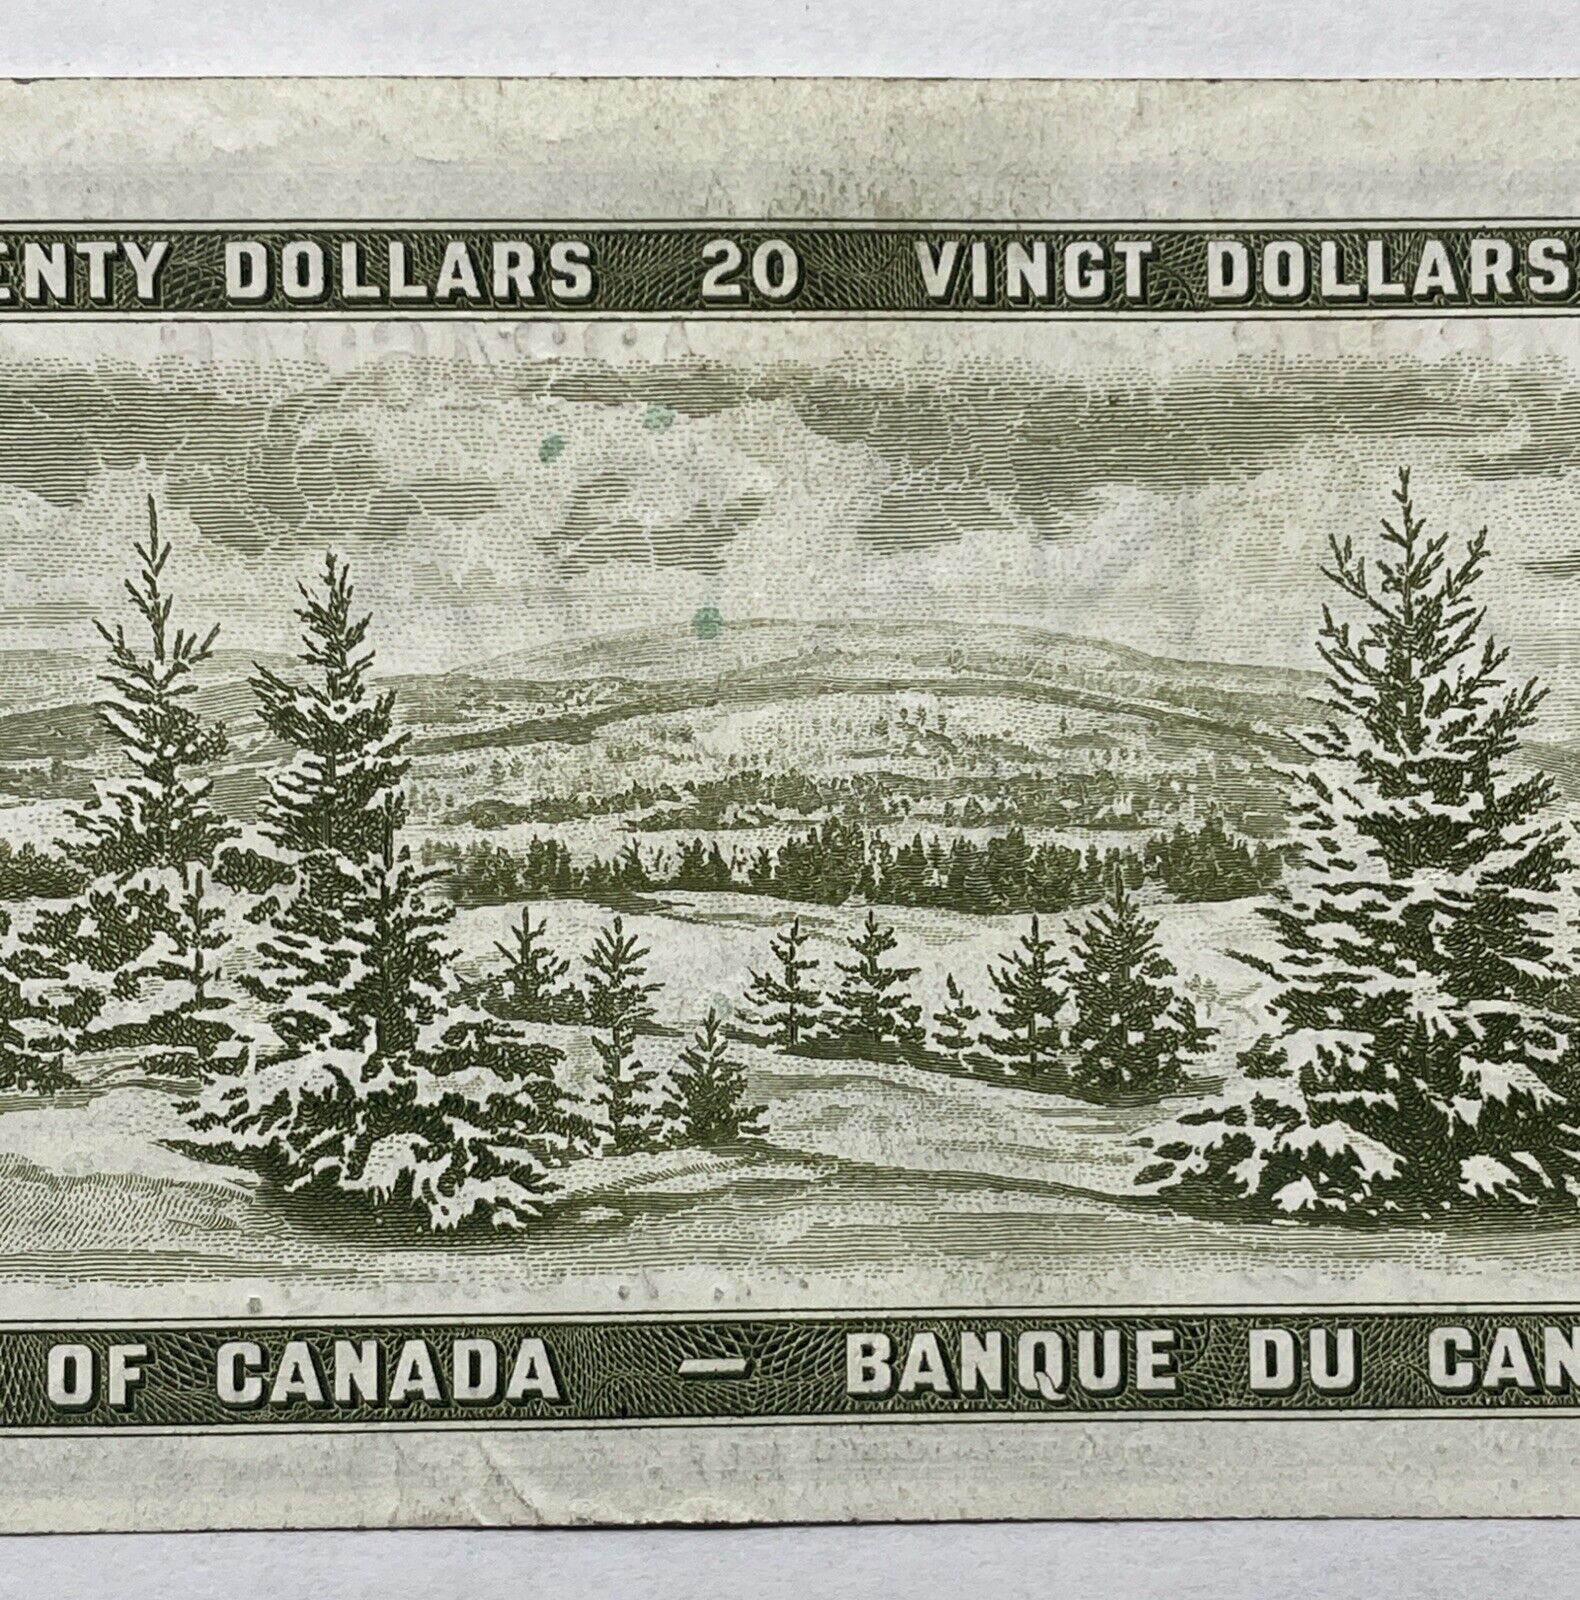 ENTY DOLLARS 20 VINGT DOLLARS
OF CANADA — BANQUE DU CAN